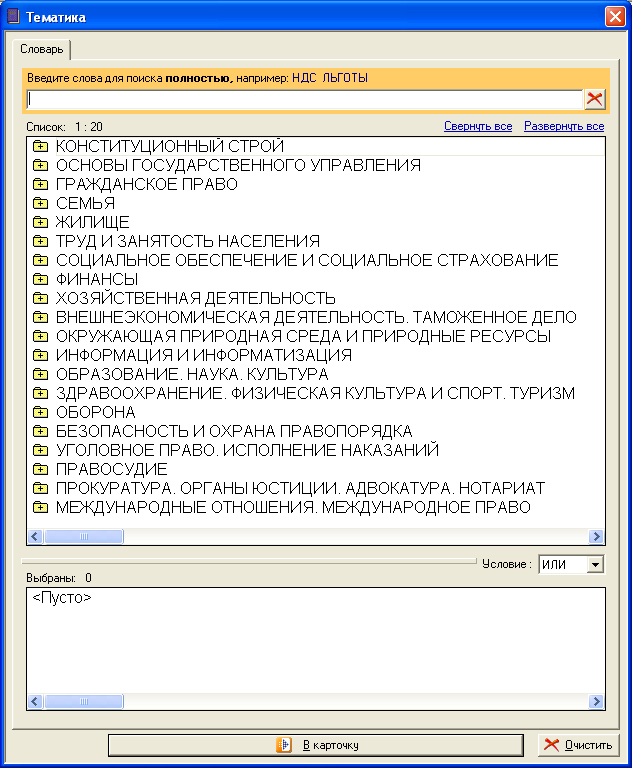 Тематика
Словарь
Введите слова для поиска полностью, например: НДС ЛЬГОТЫ
Список: 1 : 20
Свернуть все Развернуть все
КОНСТИТУЦИОННЫЙ СТРОЙ
ОСНОВЫ ГОСУДАРСТВЕННОГО УПРАВЛЕНИЯ
ГРАЖДАНСКОЕ ПРАВО
СЕМЬЯ
ЖИЛИЩЕ
ТРУД И ЗАНЯТОСТЬ НАСЕЛЕНИЯ
СОЦИАЛЬНОЕ ОБЕСПЕЧЕНИЕ И СОЦИАЛЬНОЕ СТРАХОВАНИЕ
ФИНАНСЫ
ХОЗЯЙСТВЕННАЯ ДЕЯТЕЛЬНОСТЬ
ВНЕШНЕЭКОНОМИЧЕСКАЯ ДЕЯТЕЛЬНОСТЬ. ТАМОЖЕННОЕ ДЕЛО
ОКРУЖАЮЩАЯ ПРИРОДНАЯ СРЕДА И ПРИРОДНЫЕ РЕСУРСЫ
ИНФОРМАЦИЯ И ИНФОРМАТИЗАЦИЯ
ОБРАЗОВАНИЕ. НАУКА. КУЛЬТУРА
ЗДРАВООХРАНЕНИЕ. ФИЗИЧЕСКАЯ КУЛЬТУРА И СПОРТ. ТУРИЗМ
ОБОРОНА
БЕЗОПАСНОСТЬ И ОХРАНА ПРАВОПОРЯДКА
УГОЛОВНОЕ ПРАВО. ИСПОЛНЕНИЕ НАКАЗАНИЙ
ПРАВОСУДИЕ
ПРОКУРАТУРА. ОРГАНЫ ЮСТИЦИИ. АДВОКАТУРА. НОТАРИАТ
МЕЖДУНАРОДНЫЕ ОТНОШЕНИЯ. МЕЖДУНАРОДНОЕ ПРАВО
Условие : ИЛИ
Выбраны: 0
<Пусто>
В карточку Очистить